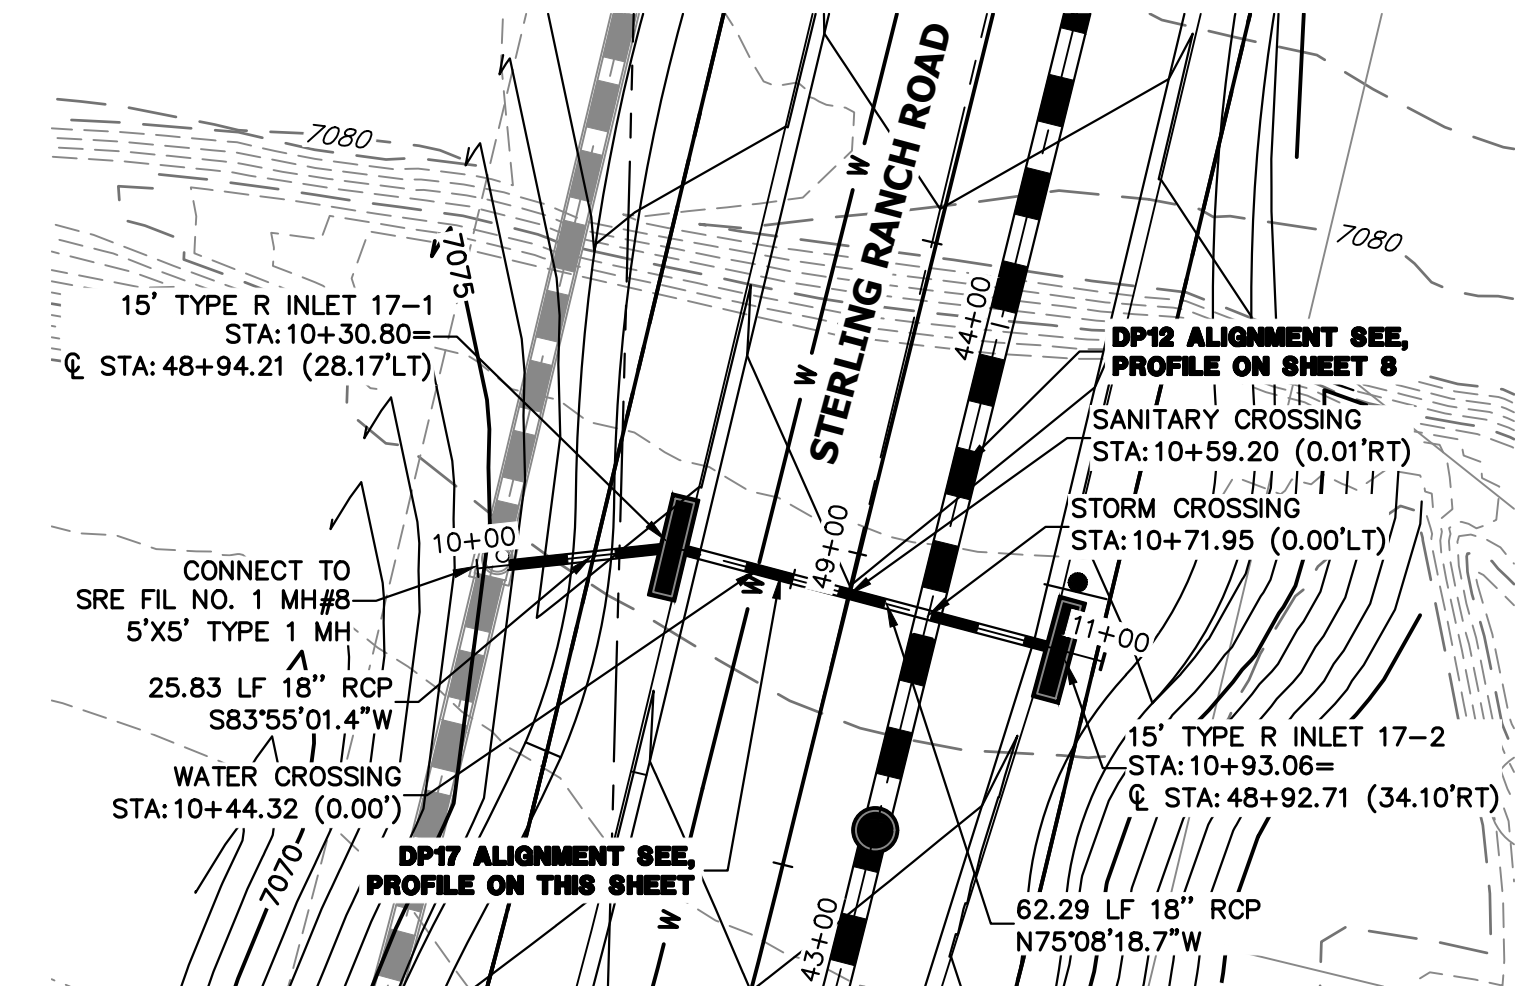 7080
STERLING RANCH ROAD
W
7075
7080
15' TYPE R INLET 17-1
STA:10+30.80=
℄ STA:48+94.21 (28.17'LT)
44+00
DP12 ALIGNMENT SEE,
PROFILE ON SHEET 8
W
SANITARY CROSSING
STA:10+59.20 (0.01'RT)
STORM CROSSING
STA:10+71.95 (0.00'LT)
10+00
49+00
CONNECT TO
SRE FIL NO. 1 MH#8
5'X5' TYPE 1 MH
W
11+00
25.83 LF 18" RCP
S83°55'01.4"W
15' TYPE R INLET 17-2
STA:10+93.06=
℄ STA:48+92.71 (34.10'RT)
WATER CROSSING
STA:10+44.32 (0.00')
7070
DP17 ALIGNMENT SEE,
PROFILE ON THIS SHEET
W
43+00
62.29 LF 18" RCP
N75°08'18.7"W